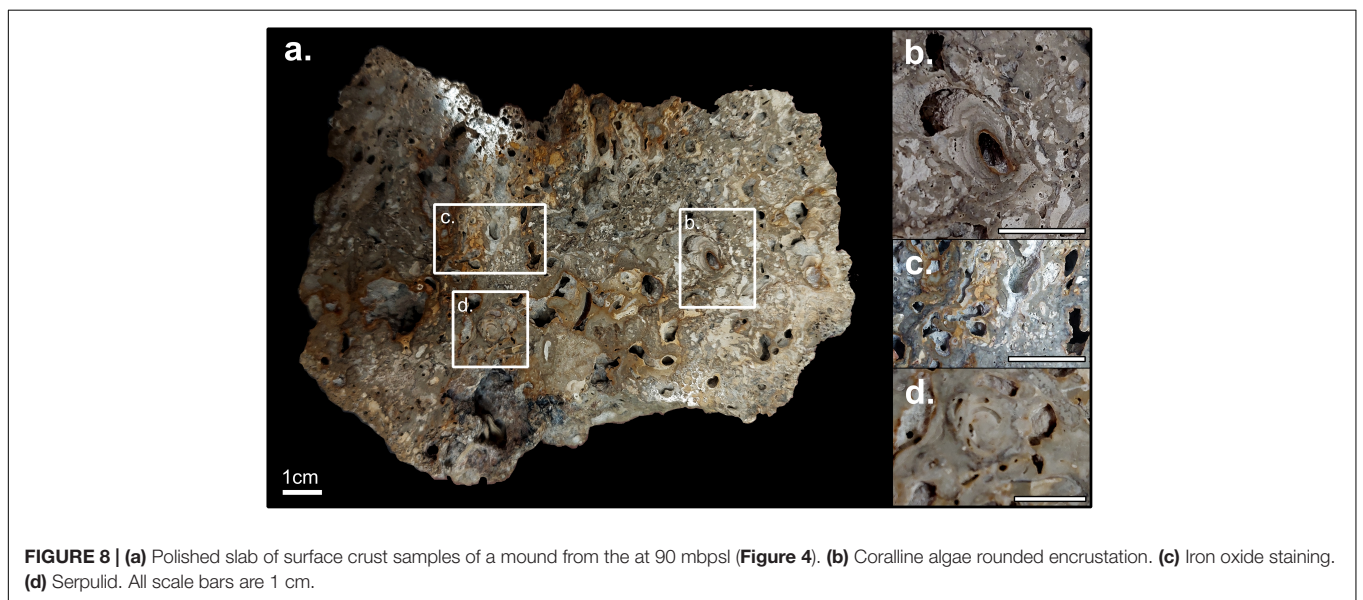 a.
b.
c.
b.
d.
c.
d.
1cm
FIGURE 8 | (a) Polished slab of surface crust samples of a mound from the at 90 mbpsl (Figure 4). (b) Coralline algae rounded encrustation. (c) Iron oxide staining.
(d) Serpulid. All scale bars are 1 cm.